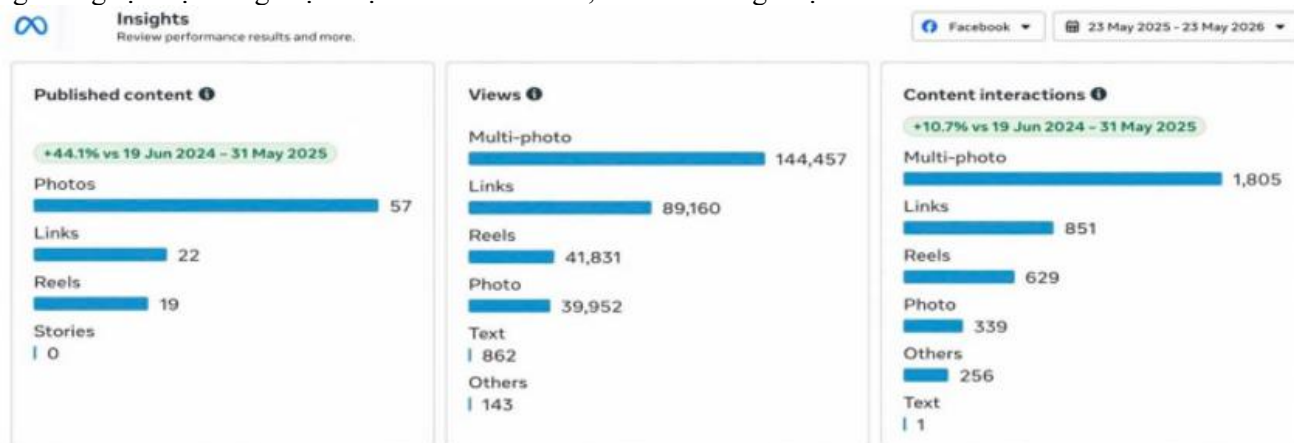 Insights
Review performance results and more.
Facebook
23 May 2025 - 23 May 2026
Published content
+44.1% vs 19 Jun 2024 – 31 May 2025
Photos
57
Links
22
Reels
19
Stories
0
Views
Multi-photo
144,457
Links
89,160
Reels
41,831
Photo
39,952
Text
862
Others
143
Content interactions
+10.7% vs 19 Jun 2024 – 31 May 2025
Multi-photo
1,805
Links
851
Reels
629
Photo
339
Others
256
Text
1